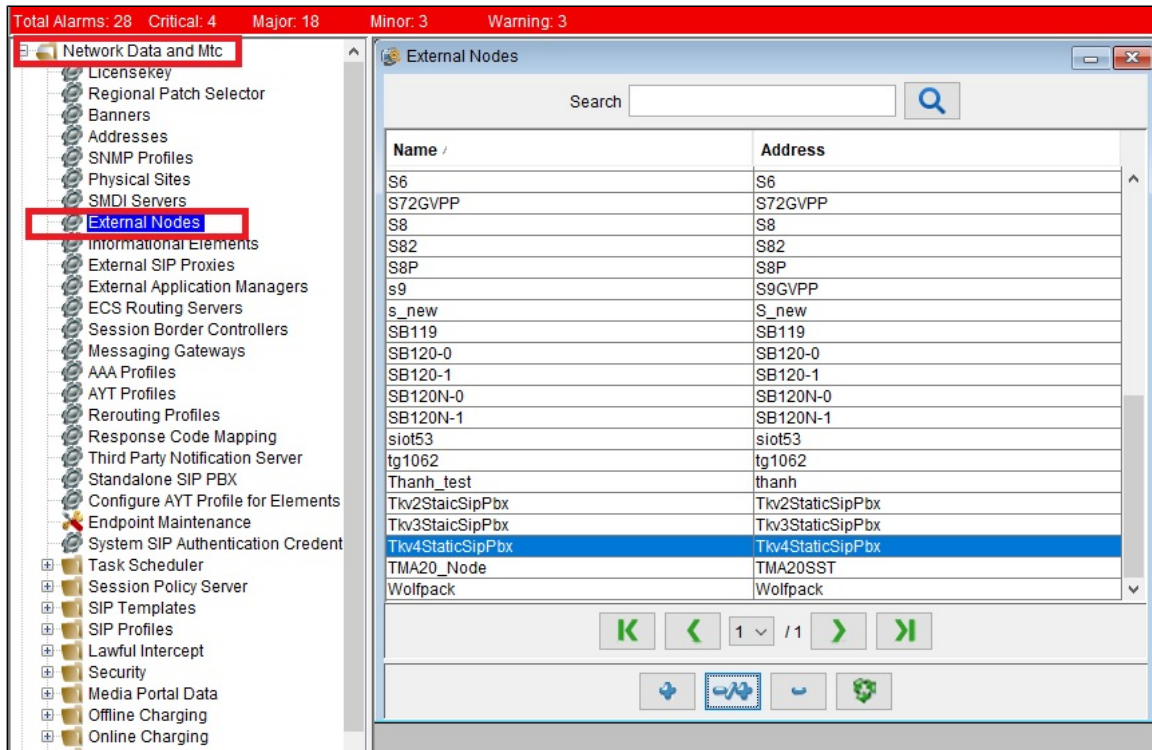 Total Alarms: 28 Critical: 4 Major: 18 Minor: 3 Warning: 3
Network Data and Mtc
Licensekey
Regional Patch Selector
Banners
Addresses
SNMP Profiles
Physical Sites
SMDI Servers
External Nodes
Informational Elements
External SIP Proxies
External Application Managers
ECS Routing Servers
Session Border Controllers
Messaging Gateways
AAA Profiles
AYT Profiles
Rerouting Profiles
Response Code Mapping
Third Party Notification Server
Standalone SIP PBX
Configure AYT Profile for Elements
Endpoint Maintenance
System SIP Authentication Credent
Task Scheduler
Session Policy Server
SIP Templates
SIP Profiles
Lawful Intercept
Security
Media Portal Data
Offline Charging
Online Charging
External Nodes
Search
Name / Address
S6 S6
S72GVPP S72GVPP
S8 S8
S82 S82
S8P S8P
s9 S9GVPP
s_new S_new
SB119 SB119
SB120-0 SB120-0
SB120-1 SB120-1
SB120N-0 SB120N-0
SB120N-1 SB120N-1
siot53 siot53
tg1062 tg1062
Thanh_test thanh
Tkv2StaicSipPbx Tkv2StaticSipPbx
Tkv3StaicSipPbx Tkv3StaticSipPbx
Tkv4StaticSipPbx Tkv4StaticSipPbx
TMA20_Node TMA20SST
Wolfpack Wolfpack
1 / 1